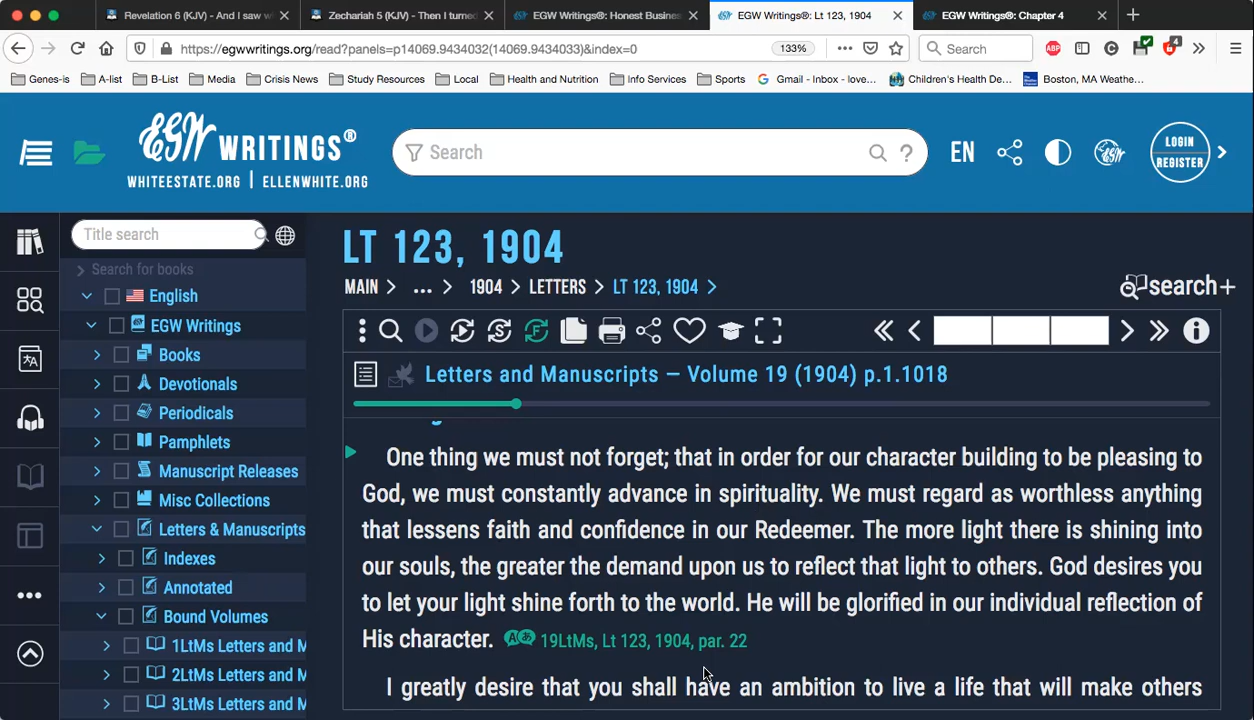 Revelation 6 (KJV) - And I saw w
Zechariah 5 (KJV) - Then I turned
EGW Writings®: Honest Business
EGW Writings®: Lt 123, 1904
EGW Writings®: Chapter 4
https://egwwritings.org/read?panels=p14069.9434032(14069.9434033)&index=0
133%
Search
ABP
4
Genes-is
A-list
B-List
Media
Crisis News
Study Resources
Local
Health and Nutrition
Info Services
Sports
Gmail - Inbox - love...
Children's Health De...
Boston, MA Weathe...
EGW WRITINGS®
WHITEESTATE.ORG | ELLENWHITE.ORG
Search
?
EN
LOGIN
REGISTER
Title search
Search for books
English
EGW Writings
Books
Devotionals
Periodicals
Pamphlets
Manuscript Releases
Misc Collections
Letters & Manuscripts
Indexes
Annotated
Bound Volumes
1LtMs Letters and M
2LtMs Letters and M
3LtMs Letters and M
LT 123, 1904
MAIN > ... > 1904 > LETTERS > LT 123, 1904 >
search+
Letters and Manuscripts — Volume 19 (1904) p.1.1018
One thing we must not forget; that in order for our character building to be pleasing to
God, we must constantly advance in spirituality. We must regard as worthless anything
that lessens faith and confidence in our Redeemer. The more light there is shining into
our souls, the greater the demand upon us to reflect that light to others. God desires you
to let your light shine forth to the world. He will be glorified in our individual reflection of
His character. 19LtMs, Lt 123, 1904, par. 22
I greatly desire that you shall have an ambition to live a life that will make others